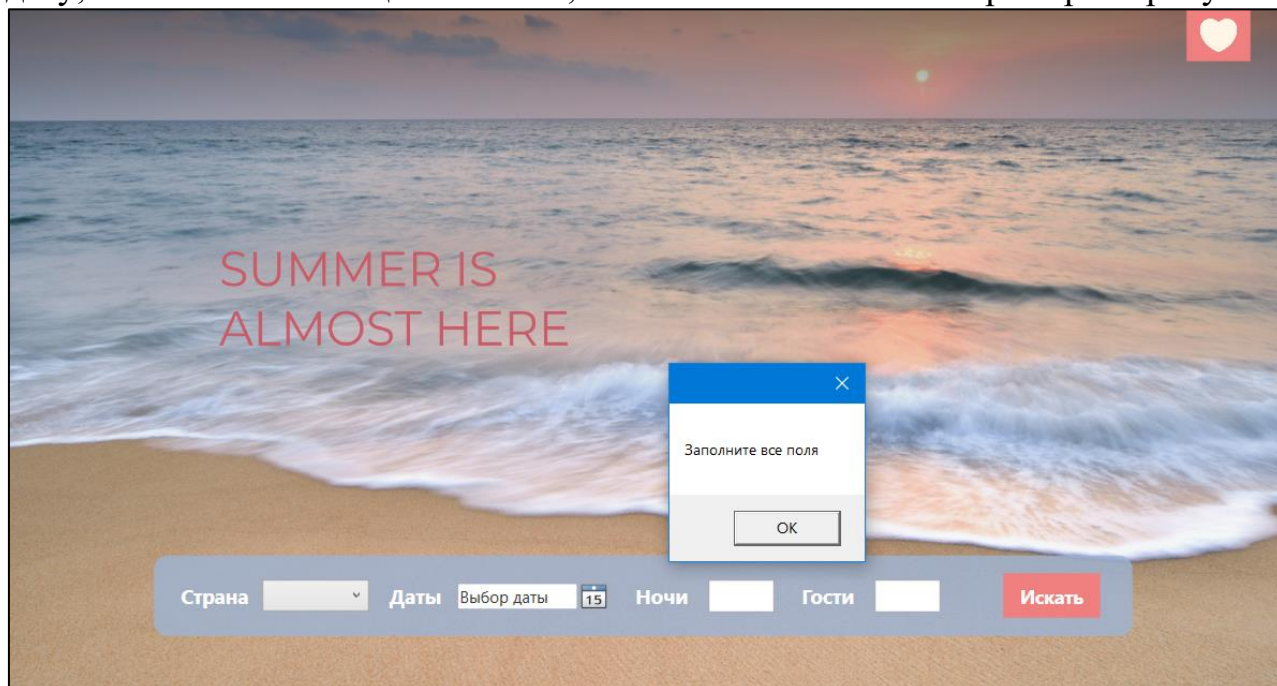 SUMMER IS
ALMOST HERE
Заполните все поля
OK
Страна Даты Выбор даты 15 Ночи Гости Искать